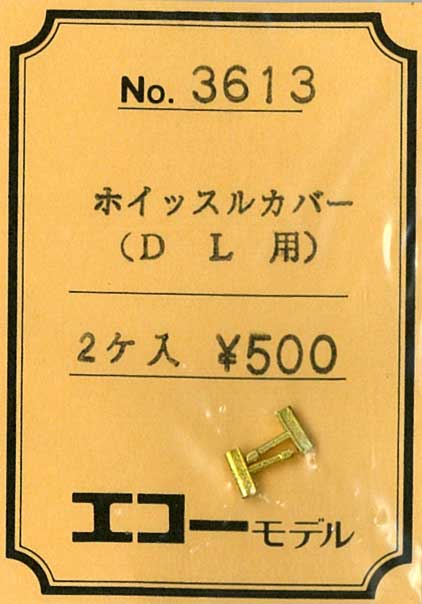 No. 3613
ホイッスルカバー
(D L 用)
2ケ入 ¥500
エコーモデル